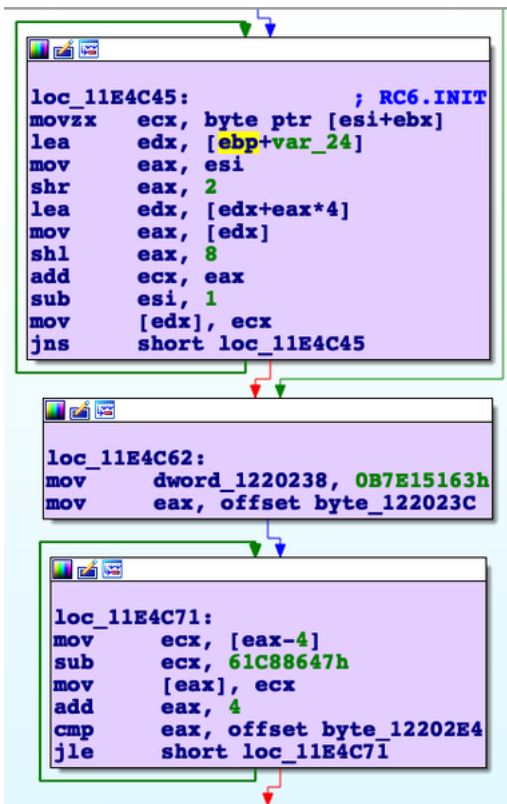 loc_11E4C45: ; RC6.INIT
movzx ecx, byte ptr [esi+ebx]
lea edx, [ebp+var_24]
mov eax, esi
shr eax, 2
lea edx, [edx+eax*4]
mov eax, [edx]
shl eax, 8
add ecx, eax
sub esi, 1
mov [edx], ecx
jns short loc_11E4C45
loc_11E4C62:
mov dword_1220238, 0B7E15163h
mov eax, offset byte_122023C
loc_11E4C71:
mov ecx, [eax-4]
sub ecx, 61C88647h
mov [eax], ecx
add eax, 4
cmp eax, offset byte_12202E4
jle short loc_11E4C71